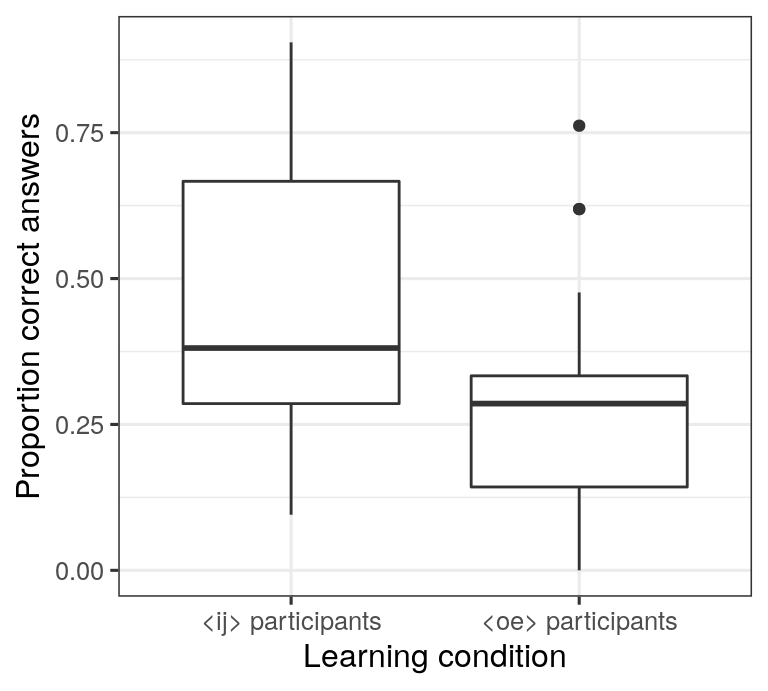 Proportion correct answers
0.75
0.50
0.25
0.00
<ij> participants <oe> participants
Learning condition